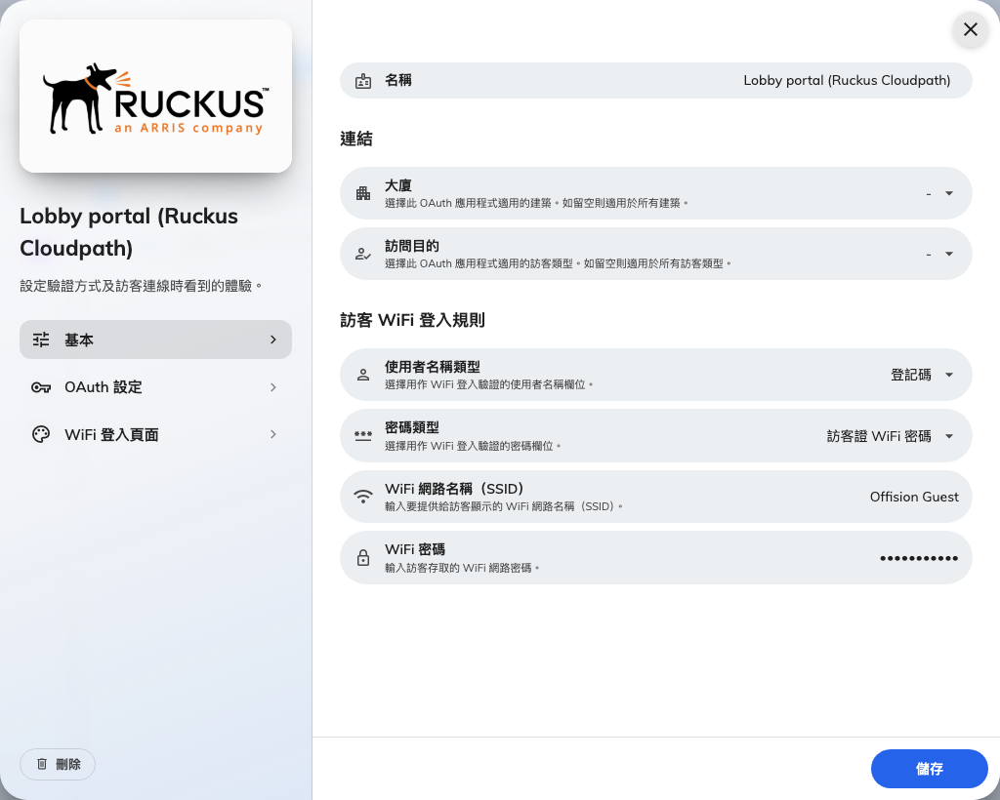 RUCKUS™
an ARRIS company
Lobby portal (Ruckus
Cloudpath)
設定驗證方式及訪客連線時看到的體驗。
基本
OAuth 設定
WiFi 登入頁面
刪除
名稱
Lobby portal (Ruckus Cloudpath)
連結
大廈
選擇此 OAuth 應用程式適用的建築。如留空則適用於所有建築。
-
訪問目的
選擇此 OAuth 應用程式適用的訪客類型。如留空則適用於所有訪客類型。
-
訪客 WiFi 登入規則
使用者名稱類型
選擇用作 WiFi 登入驗證的使用者名稱欄位。
登記碼
密碼類型
選擇用作 WiFi 登入驗證的密碼欄位。
訪客證 WiFi 密碼
WiFi 網路名稱（SSID）
輸入要提供給訪客顯示的 WiFi 網路名稱（SSID）。
Offision Guest
WiFi 密碼
輸入訪客存取的 WiFi 網路密碼。
•••••••••••
儲存